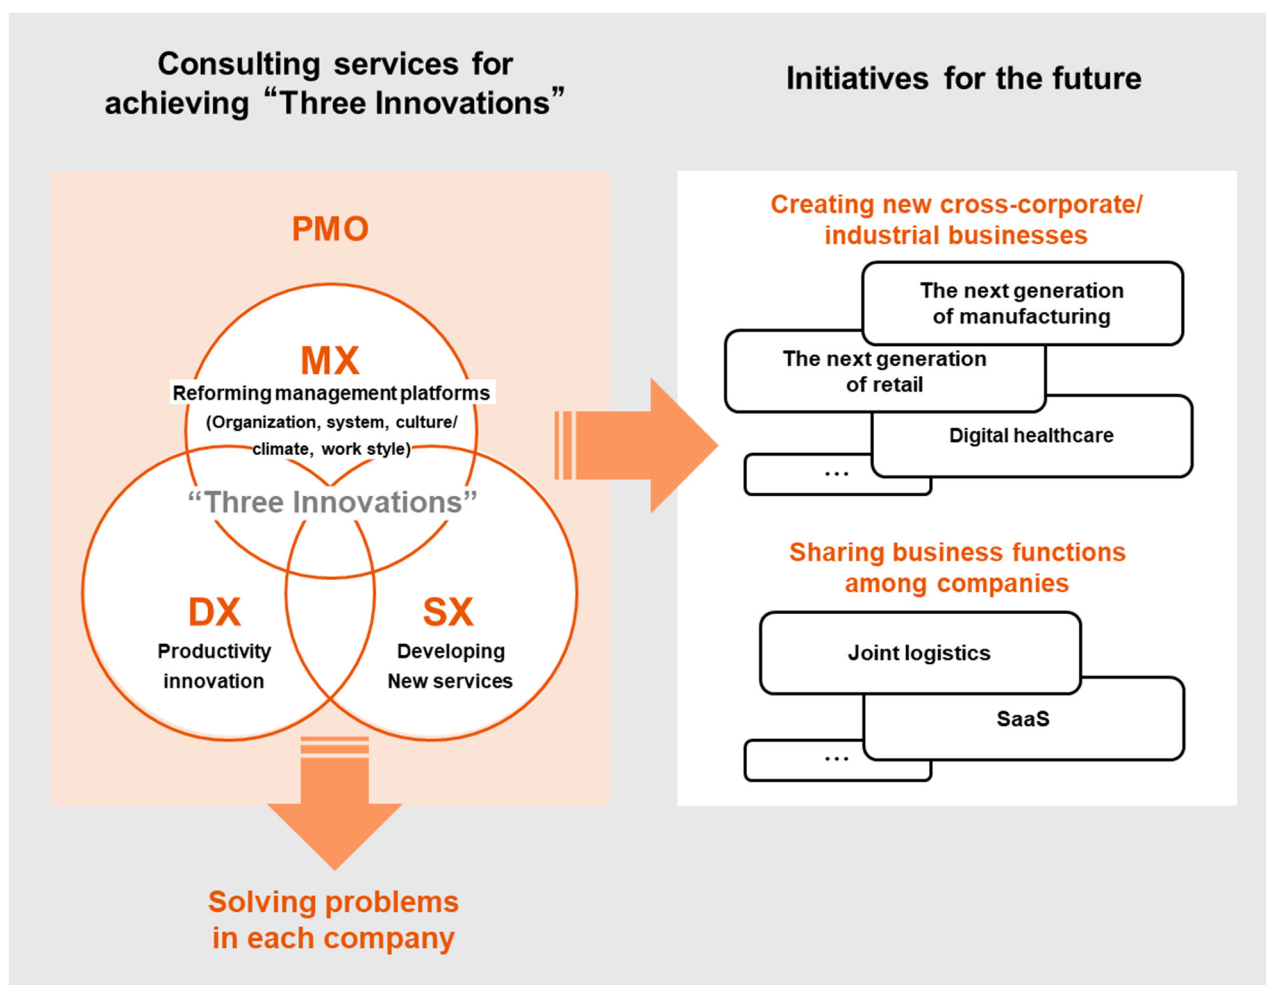 Consulting services for
achieving “Three Innovations”
PMO
MX
Reforming management platforms
(Organization, system, culture/
climate, work style)
“Three Innovations”
DX
Productivity
innovation
SX
Developing
New services
Solving problems
in each company
Initiatives for the future
Creating new cross-corporate/
industrial businesses
The next generation
of manufacturing
The next generation
of retail
Digital healthcare
…
Sharing business functions
among companies
Joint logistics
SaaS
…